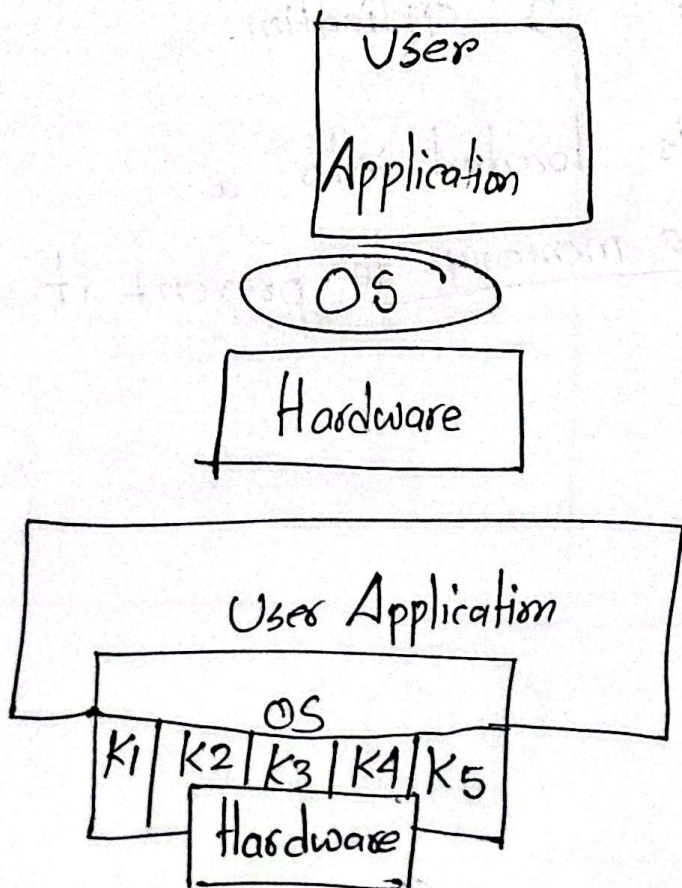 User
Application
OS
Hardware
User Application
OS
K1 K2 K3 K4 K5
Hardware